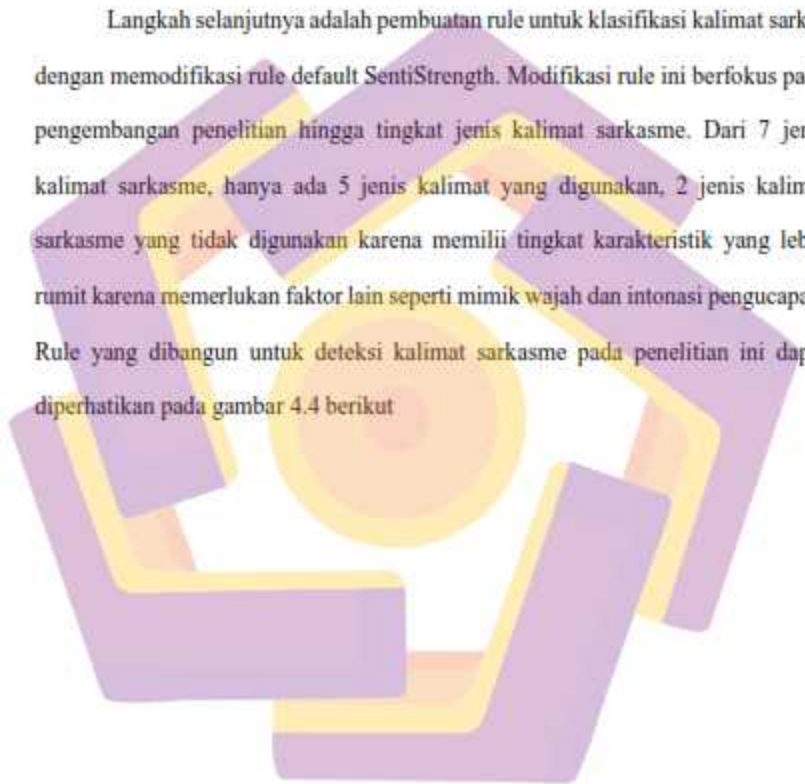 Langkah selanjutnya adalah pembuatan rule untuk klasifikasi kalimat sark
dengan memodifikasi rule default SentiStrength. Modifikasi rule ini berfokus pa
pengembangan penelitian hingga tingkat jenis kalimat sarkasme. Dari 7 jer
kalimat sarkasme, hanya ada 5 jenis kalimat yang digunakan, 2 jenis kalim
sarkasme yang tidak digunakan karena memilii tingkat karakteristik yang leb
rumit karena memerlukan faktor lain seperti mimik wajah dan intonasi pengucapa
Rule yang dibangun untuk deteksi kalimat sarkasme pada penelitian ini dap
diperhatikan pada gambar 4.4 berikut